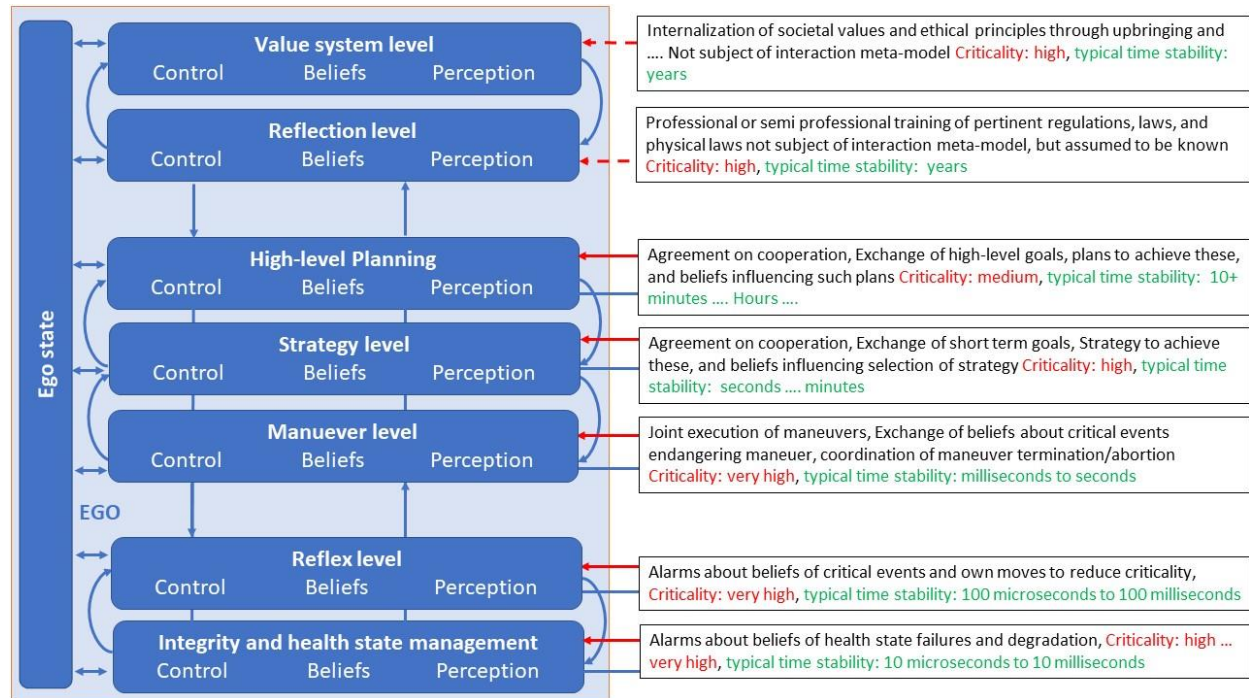 Ego state
EGO
Value system level
Control Beliefs Perception
Internalization of societal values and ethical principles through upbringing and
.... Not subject of interaction meta-model Criticality: high, typical time stability:
years
Reflection level
Control Beliefs Perception
Professional or semi professional training of pertinent regulations, laws, and
physical laws not subject of interaction meta-model, but assumed to be known
Criticality: high, typical time stability: years
High-level Planning
Control Beliefs Perception
Agreement on cooperation, Exchange of high-level goals, plans to achieve these,
and beliefs influencing such plans Criticality: medium, typical time stability: 10+
minutes .... Hours ....
Strategy level
Control Beliefs Perception
Agreement on cooperation, Exchange of short term goals, Strategy to achieve
these, and beliefs influencing selection of strategy Criticality: high, typical time
stability: seconds .... minutes
Manuever level
Control Beliefs Perception
Joint execution of maneuvers, Exchange of beliefs about critical events
endangering maneuer, coordination of maneuver termination/abortion
Criticality: very high, typical time stability: milliseconds to seconds
Reflex level
Control Beliefs Perception
Alarms about beliefs of critical events and own moves to reduce criticality,
Criticality: very high, typical time stability: 100 microseconds to 100 milliseconds
Integrity and health state management
Control Beliefs Perception
Alarms about beliefs of health state failures and degradation, Criticality: high ...
very high, typical time stability: 10 microseconds to 10 milliseconds